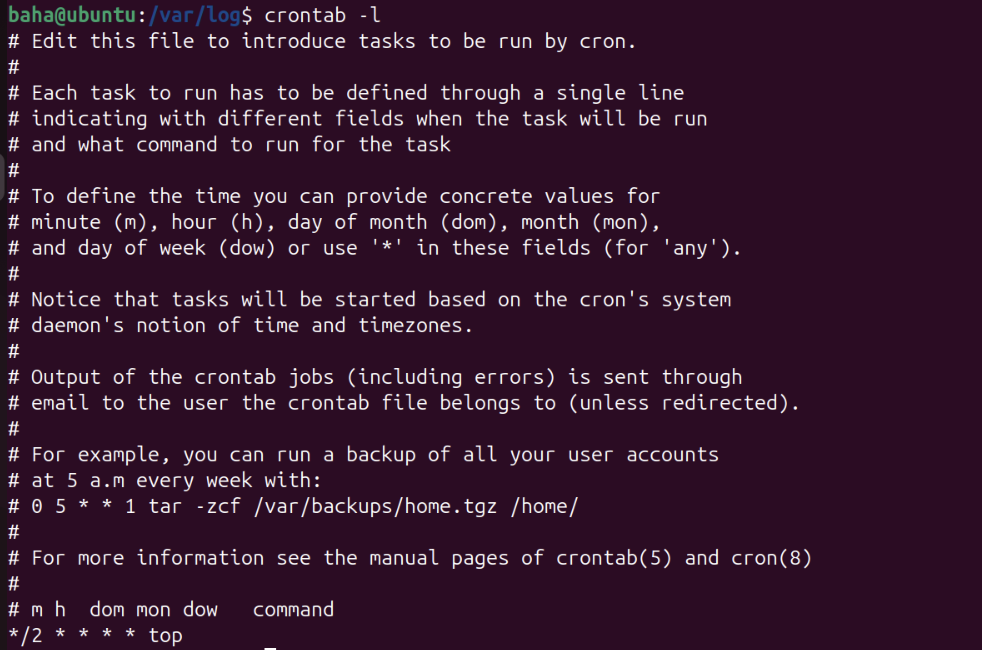 baha@ubuntu:/var/log$ crontab -l
# Edit this file to introduce tasks to be run by cron.
#
# Each task to run has to be defined through a single line
# indicating with different fields when the task will be run
# and what command to run for the task
#
# To define the time you can provide concrete values for
# minute (m), hour (h), day of month (dom), month (mon),
# and day of week (dow) or use '*' in these fields (for 'any').
#
# Notice that tasks will be started based on the cron's system
# daemon's notion of time and timezones.
#
# Output of the crontab jobs (including errors) is sent through
# email to the user the crontab file belongs to (unless redirected).
#
# For example, you can run a backup of all your user accounts
# at 5 a.m every week with:
# 0 5 * * 1 tar -zcf /var/backups/home.tgz /home/
#
# For more information see the manual pages of crontab(5) and cron(8)
#
# m h  dom mon dow   command
*/2 * * * * top